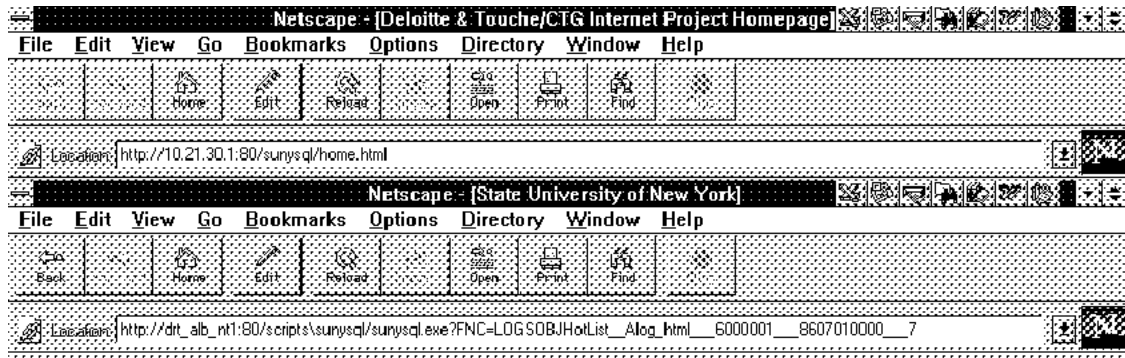 Netscape - [Deloitte & Touche/CTG Internet Project Homepage]
File Edit View Go Bookmarks Options Directory Window Help
Home Edit Reload Open Print Find
Location: http://10.21.30.1:80/sunysql/home.html
Netscape - [State University of New York]
File Edit View Go Bookmarks Options Directory Window Help
Back Home Edit Reload Open Print Find
Location: http://drt_alb_nt1:80/scripts\sunysql/sunysql.exe?FNC=LOGSOBJHotList__Alog_html___6000001___8607010000___7